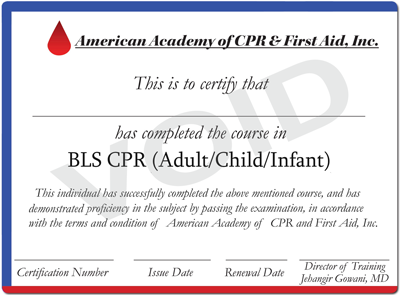 American Academy of CPR & First Aid, Inc.
This is to certify that
VOID
has completed the course in
BLS CPR (Adult/Child/Infant)
This individual has successfully completed the above mentioned course, and has
demonstrated proficiency in the subject by passing the examination, in accordance
with the terms and condition of American Academy of CPR and First Aid, Inc.
Certification Number
Issue Date
Renewal Date
Director of Training
Jehangir Gowani, MD